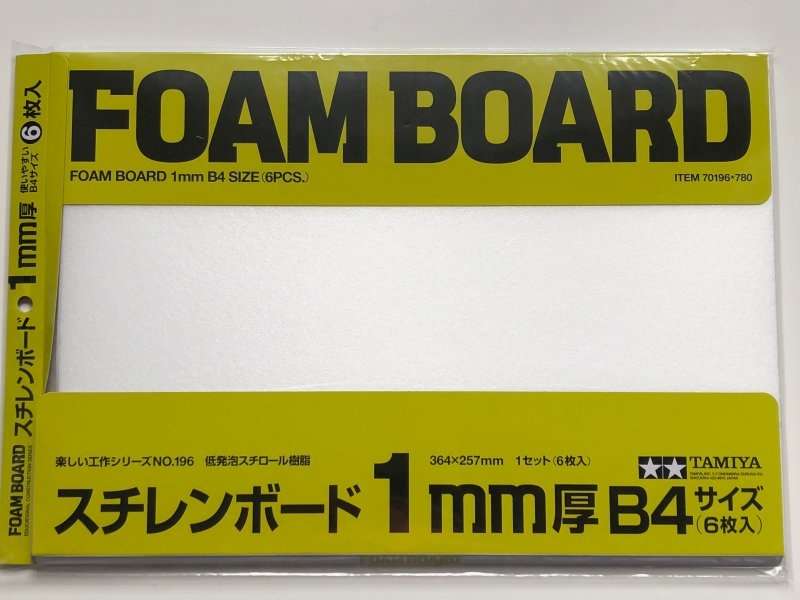 FOAM BOARD
FOAM BOARD 1mm B4 SIZE (6PCS.)
ITEM 70196★780
楽しい工作シリーズNO.196 低発泡スチロール樹脂
364×257mm 1セット(6枚入)
TAMIYA
スチレンボード 1mm厚 B4サイズ
(6枚入)
FOAM BOARD
スチレンボード
1mm厚
使いやすい
B4サイズ
6枚入
FOAM BOARD